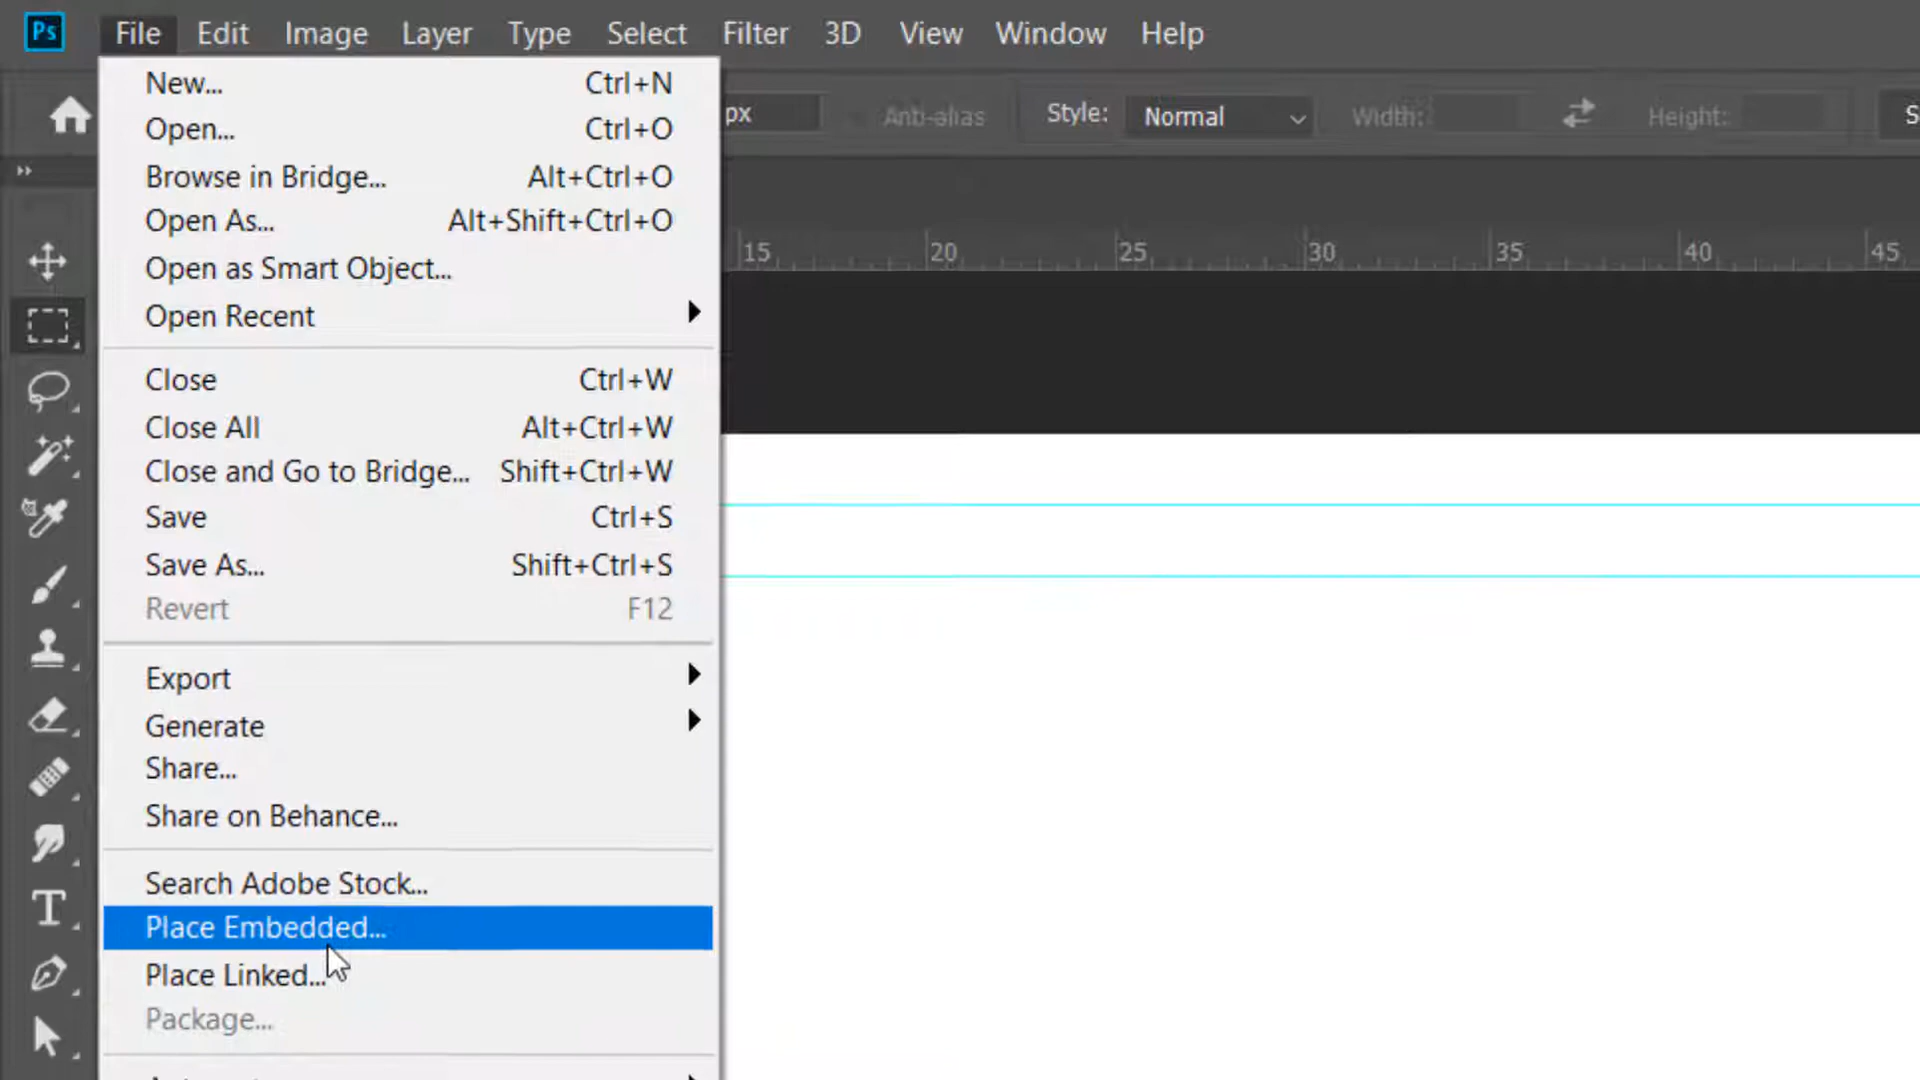 Ps File Edit Image Layer Type Select Filter 3D View Window Help
px Anti-alias Style: Normal Width: Height:
15 20 25 30 35 40 45
New... Ctrl+N
Open... Ctrl+O
Browse in Bridge... Alt+Ctrl+O
Open As... Alt+Shift+Ctrl+O
Open as Smart Object...
Open Recent
Close Ctrl+W
Close All Alt+Ctrl+W
Close and Go to Bridge... Shift+Ctrl+W
Save Ctrl+S
Save As... Shift+Ctrl+S
Revert F12
Export
Generate
Share...
Share on Behance...
Search Adobe Stock...
Place Embedded...
Place Linked...
Package...